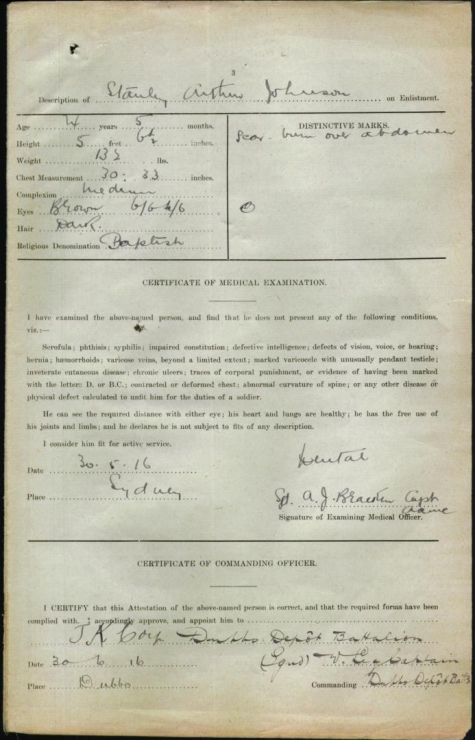 3
Description of Stanley Arthur Johnson on Enlistment.
Age years 5 months.
Height 5 feet 6½ inches.
Weight 132 lbs.
Chest Measurement 30 : 33 inches.
Complexion Medium
Eyes Brown 6/6 6/6
Hair Dark.
Religious Denomination Baptist
DISTINCTIVE MARKS.
Scar burn over abdomen
CERTIFICATE OF MEDICAL EXAMINATION.
I have examined the above-named person, and find that he does not present any of the following conditions,
viz.:—
Scrofula; phthisis; syphilis; impaired constitution; defective intelligence; defects of vision, voice, or hearing;
hernia; hæmorrhoids; varicose veins, beyond a limited extent; marked varicocele with unusually pendant testicle;
inveterate cutaneous disease; chronic ulcers; traces of corporal punishment, or evidence of having been marked
with the letters D. or B.C.; contracted or deformed chest; abnormal curvature of spine; or any other disease or
physical defect calculated to unfit him for the duties of a soldier.
He can see the required distance with either eye; his heart and lungs are healthy; he has the free use of
his joints and limbs; and he declares he is not subject to fits of any description.
I consider him fit for active service.
Date 30. 5. 16
Dental
Place Sydney
A. J. Capt
Signature of Examining Medical Officer.
CERTIFICATE OF COMMANDING OFFICER.
I CERTIFY that this Attestation of the above-named person is correct, and that the required forms have been
complied with. I accordingly approve, and appoint him to
Depôt Battalion
Date 30 6 16 Captain
Place Dubbo Commanding Depôt